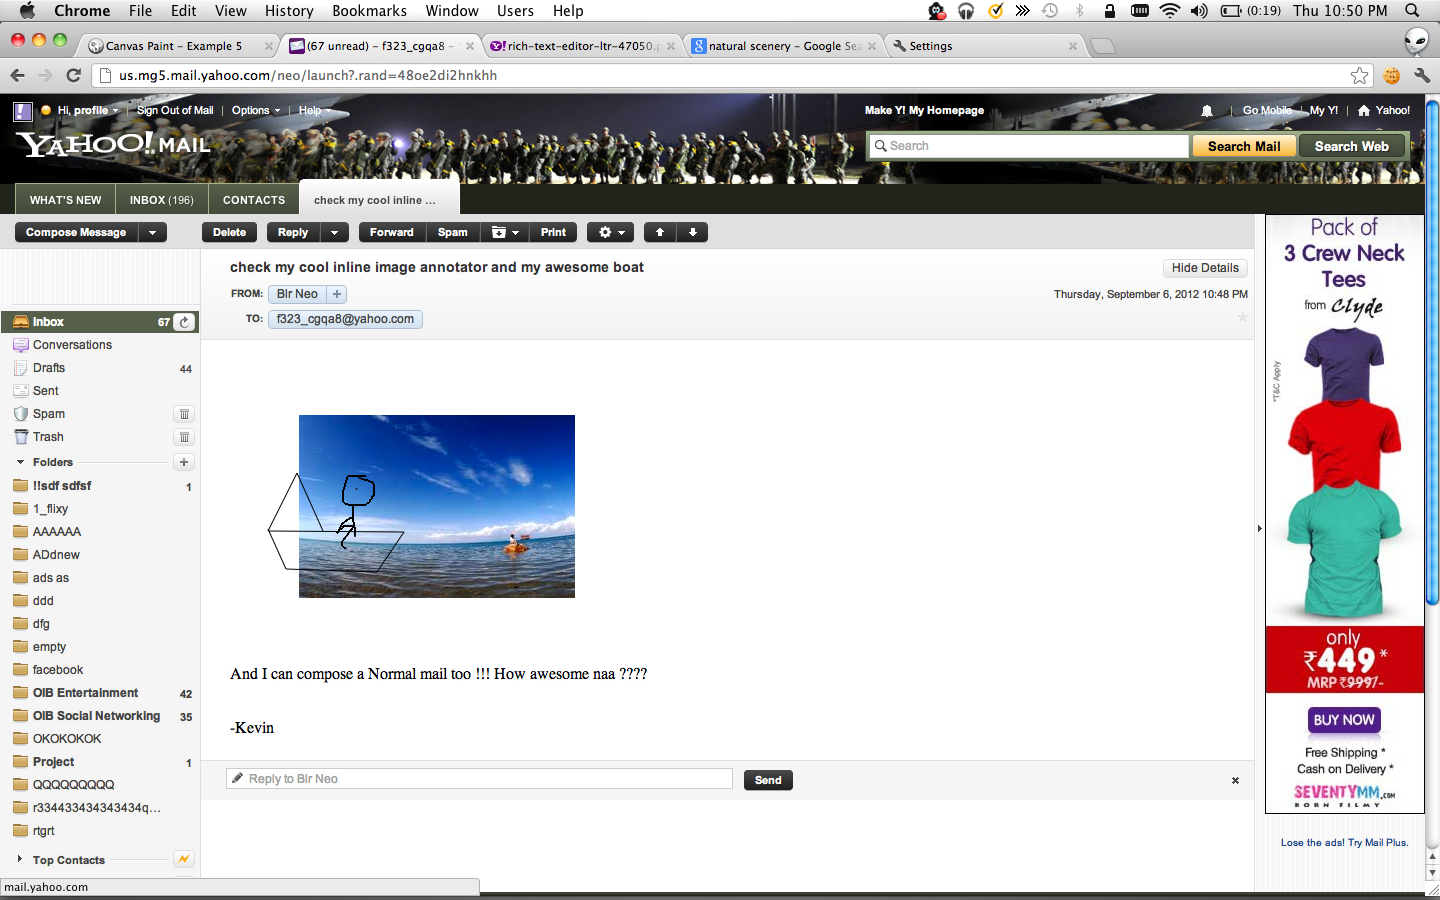 Chrome File Edit View History Bookmarks Window Users Help (0:19) Thu 10:50 PM
Canvas Paint – Example 5 (67 unread) – f323_cgqa8 – rich-text-editor-ltr-47050.p natural scenery – Google Sea Settings
us.mg5.mail.yahoo.com/neo/launch?.rand=48oe2di2hnkhh
Hi, profile Sign Out of Mail Options Help Make Y! My Homepage Go Mobile My Y! Yahoo!
YAHOO! MAIL Search Search Mail Search Web
WHAT'S NEW INBOX (196) CONTACTS check my cool inline ...
Compose Message Delete Reply Forward Spam Print
check my cool inline image annotator and my awesome boat Hide Details
FROM: Blr Neo + Thursday, September 6, 2012 10:48 PM
TO: f323_cgqa8@yahoo.com
Inbox 67
Conversations
Drafts 44
Sent
Spam
Trash
Folders +
!!sdf sdfsf 1
1_flixy
AAAAAA
ADdnew
ads as
ddd
dfg
empty
facebook
OIB Entertainment 42
OIB Social Networking 35
OKOKOKOK
Project 1
QQQQQQQQQ
r334433434343434q...
rtgrt
Top Contacts
mail.yahoo.com
And I can compose a Normal mail too !!! How awesome naa ????
-Kevin
Reply to Blr Neo Send
Pack of
3 Crew Neck
Tees
from Clyde
*T&C Apply
only
₹449*
MRP ₹999/-
BUY NOW
Free Shipping *
Cash on Delivery *
SEVENTYMM.COM
BORN FILMY
Lose the ads! Try Mail Plus.